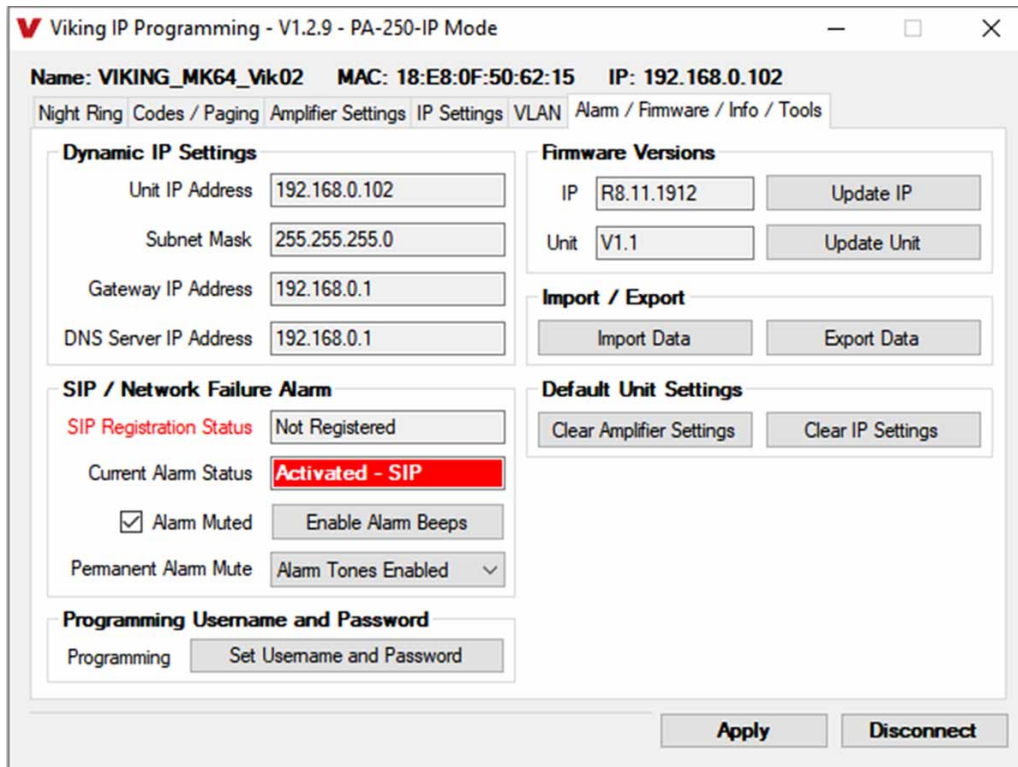 Viking IP Programming - V1.2.9 - PA-250-IP Mode
Name: VIKING_MK64_Vik02 MAC: 18:E8:0F:50:62:15 IP: 192.168.0.102
Night Ring Codes / Paging Amplifier Settings IP Settings VLAN Alarm / Firmware / Info / Tools
Dynamic IP Settings
Unit IP Address 192.168.0.102
Subnet Mask 255.255.255.0
Gateway IP Address 192.168.0.1
DNS Server IP Address 192.168.0.1
SIP / Network Failure Alarm
SIP Registration Status Not Registered
Current Alarm Status Activated - SIP
Alarm Muted Enable Alarm Beeps
Permanent Alarm Mute Alarm Tones Enabled
Programming Username and Password
Programming Set Username and Password
Firmware Versions
IP R8.11.1912 Update IP
Unit V1.1 Update Unit
Import / Export
Import Data Export Data
Default Unit Settings
Clear Amplifier Settings Clear IP Settings
Apply Disconnect